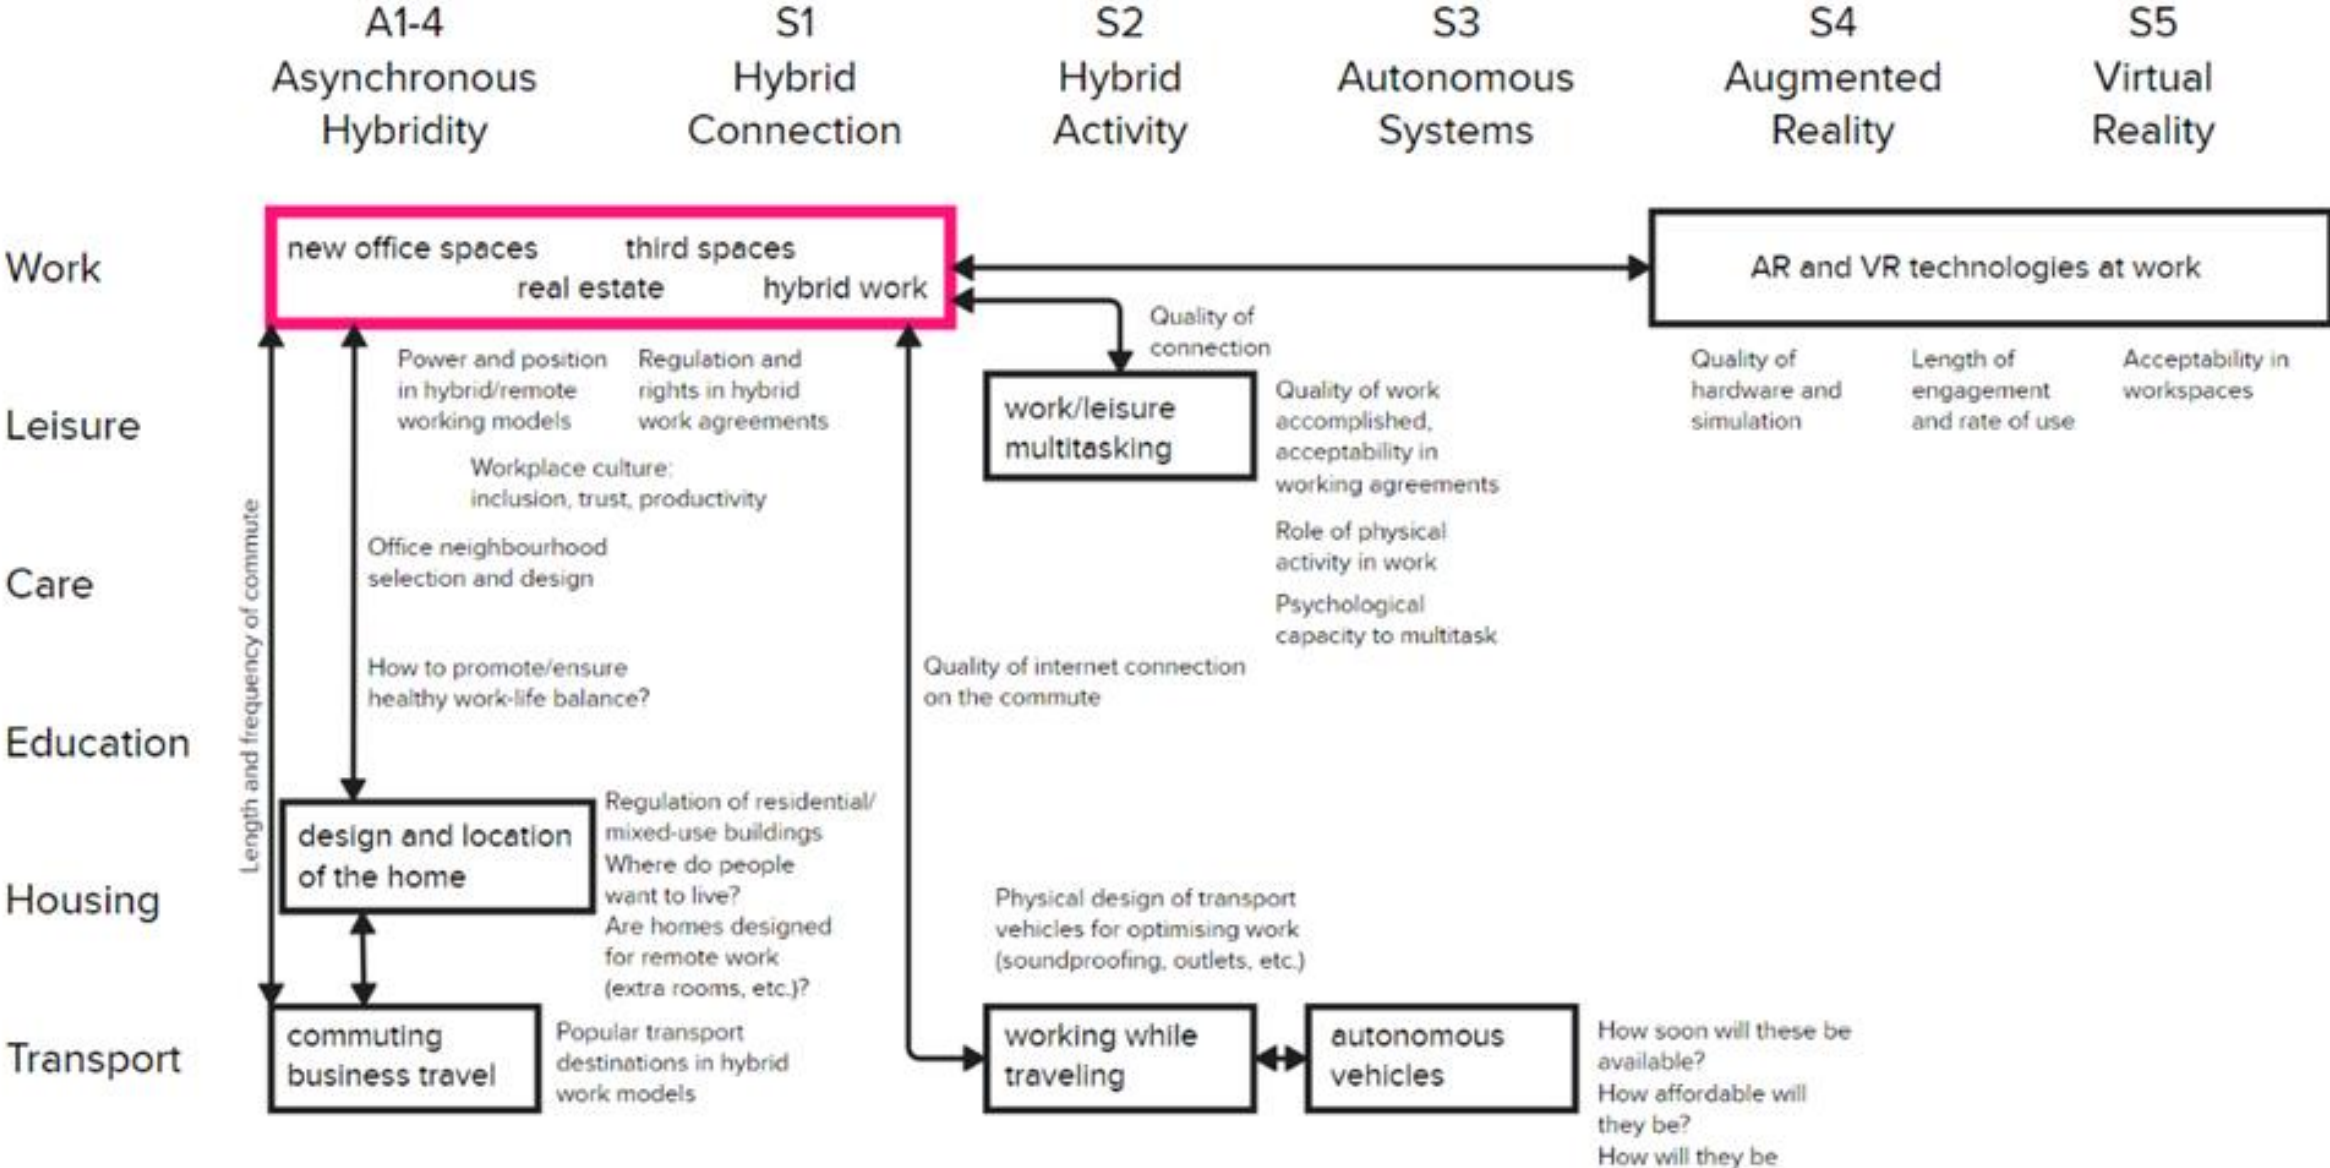 A1-4
Asynchronous
Hybridity
S1
Hybrid
Connection
S2
Hybrid
Activity
S3
Autonomous
Systems
S4
Augmented
Reality
S5
Virtual
Reality
Work
new office spaces
third spaces
real estate
hybrid work
AR and VR technologies at work
Quality of
connection
Power and position
in hybrid/remote
working models
Regulation and
rights in hybrid
work agreements
Workplace culture:
inclusion, trust, productivity
Quality of
hardware and
simulation
Length of
engagement
and rate of use
Acceptability in
workspaces
Leisure
work/leisure
multitasking
Quality of work
accomplished,
acceptability in
working agreements
Role of physical
activity in work
Psychological
capacity to multitask
Length and frequency of commute
Care
Office neighbourhood
selection and design
How to promote/ensure
healthy work-life balance?
Quality of internet connection
on the commute
Education
Housing
design and location
of the home
Regulation of residential/
mixed-use buildings
Where do people
want to live?
Are homes designed
for remote work
(extra rooms, etc.)?
Physical design of transport
vehicles for optimising work
(soundproofing, outlets, etc.)
Transport
commuting
business travel
Popular transport
destinations in hybrid
work models
working while
traveling
autonomous
vehicles
How soon will these be
available?
How affordable will
they be?
How will they be